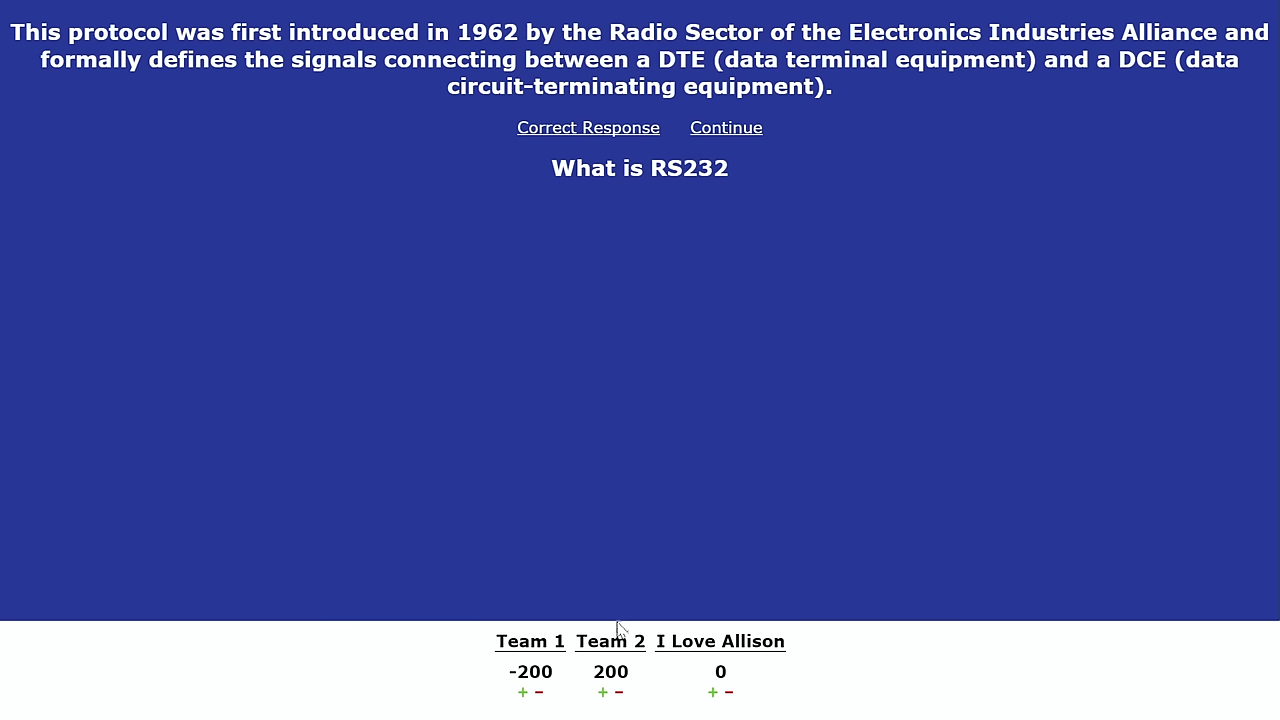 This protocol was first introduced in 1962 by the Radio Sector of the Electronics Industries Alliance and
formally defines the signals connecting between a DTE (data terminal equipment) and a DCE (data
circuit-terminating equipment).
Correct Response Continue
What is RS232
Team 1 Team 2 I Love Allison
-200 200 0
+ − + − + −